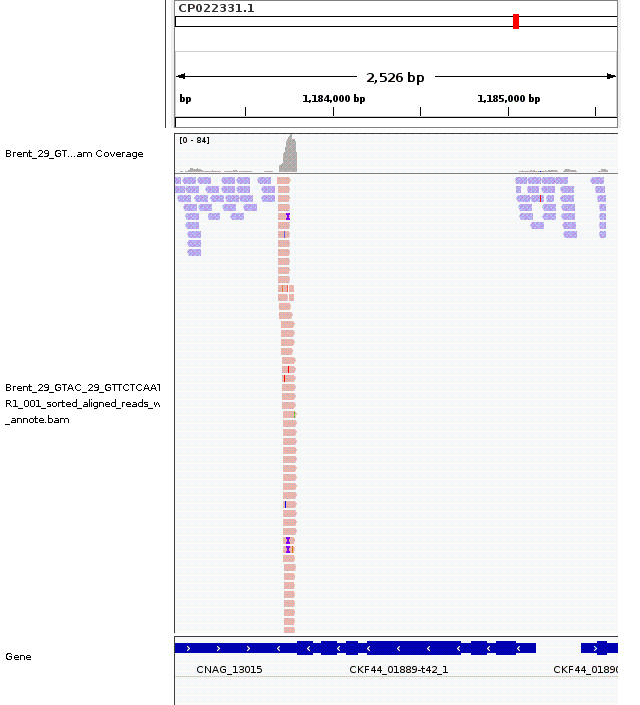 CP022331.1
2,526 bp
bp
1,184,000 bp
1,185,000 bp
[0 - 84]
Brent_29_GT...am Coverage
Brent_29_GTAC_29_GTTCTCAAT
R1_001_sorted_aligned_reads_w
_annote.bam
Gene
CNAG_13015
CKF44_01889-t42_1
CKF44_01890